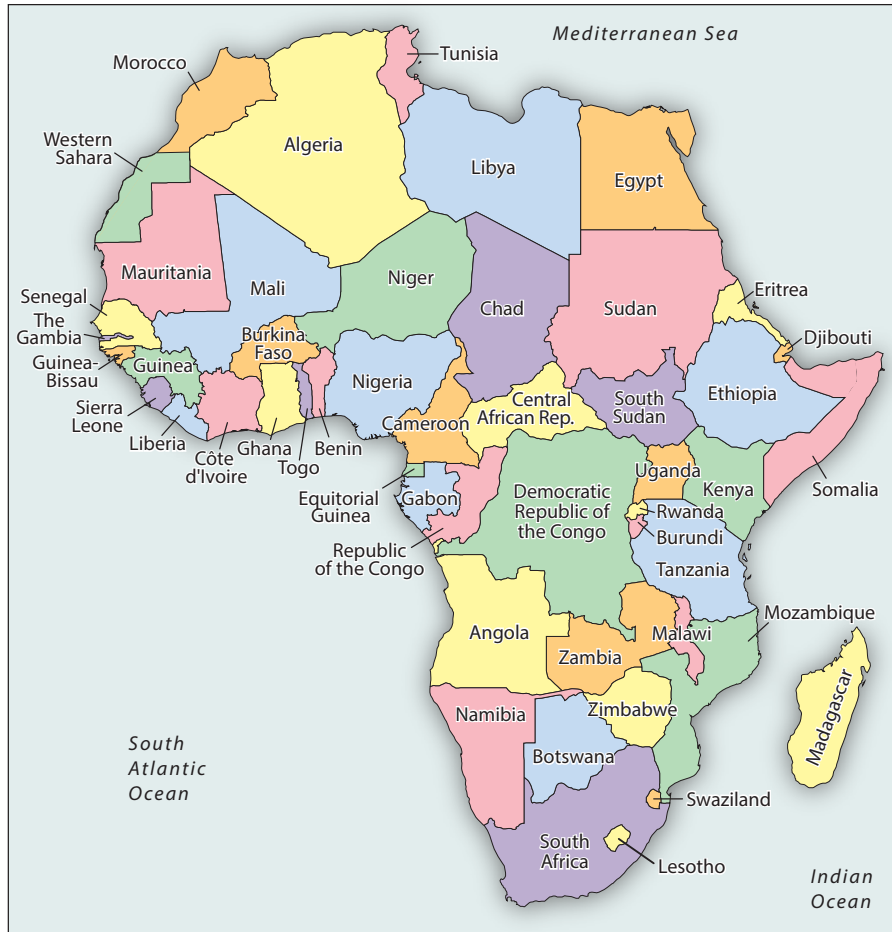 Mediterranean Sea
Morocco
Tunisia
Western
Sahara
Algeria
Libya
Egypt
Mauritania
Mali
Niger
Chad
Sudan
Eritrea
Senegal
The
Gambia
Djibouti
Guinea-
Bissau
Guinea
Burkina
Faso
Nigeria
Ethiopia
Sierra
Leone
Liberia
Côte
d'Ivoire
Ghana
Togo
Benin
Cameroon
Central
African Rep.
South
Sudan
Somalia
Equitorial
Guinea
Gabon
Republic
of the Congo
Democratic
Republic of
the Congo
Uganda
Kenya
Rwanda
Burundi
Tanzania
Angola
Zambia
Malawi
Mozambique
Madagascar
Namibia
Zimbabwe
Botswana
Swaziland
South
Africa
Lesotho
South
Atlantic
Ocean
Indian
Ocean